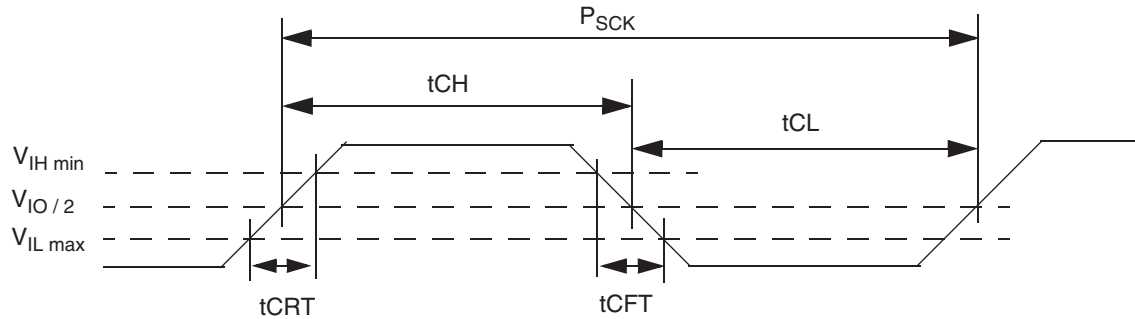 PSCK
tCH
tCL
VIH min
VIO / 2
VIL max
tCRT
tCFT